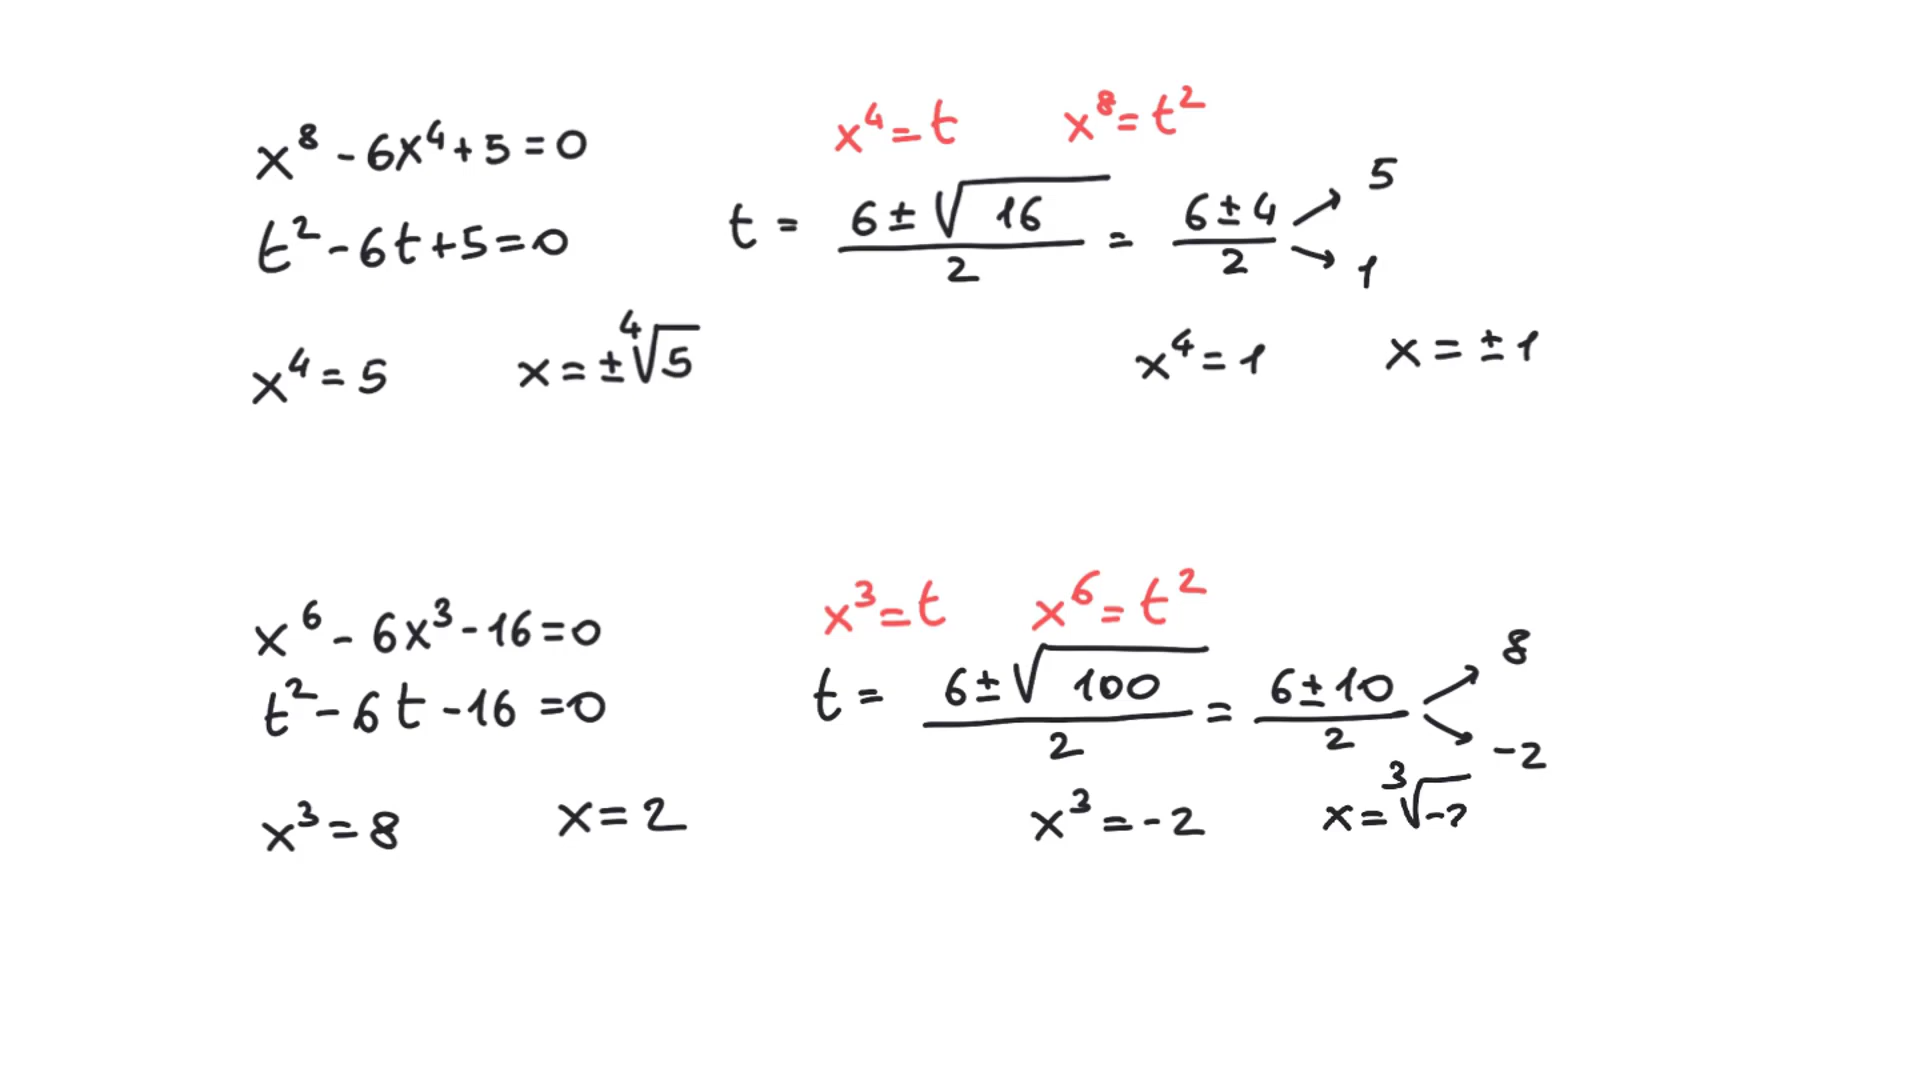 x⁴ = t x⁸ = t²
x⁸ - 6x⁴ + 5 = 0
t² - 6t + 5 = 0 t = (6 ± √16)/2 = (6 ± 4)/2 ↗ 5 ↘ 1
x⁴ = 5 x = ±⁴√5 x⁴ = 1 x = ±1
x³ = t x⁶ = t²
x⁶ - 6x³ - 16 = 0
t² - 6t - 16 = 0 t = (6 ± √100)/2 = (6 ± 10)/2 ↗ 8 ↘ -2
x³ = 8 x = 2 x³ = -2 x = ³√-2